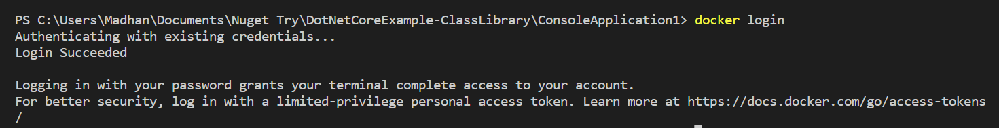 PS C:\Users\Madhan\Documents\Nuget Try\DotNetCoreExample-ClassLibrary\ConsoleApplication1> docker login
Authenticating with existing credentials...
Login Succeeded
Logging in with your password grants your terminal complete access to your account.
For better security, log in with a limited-privilege personal access token. Learn more at https://docs.docker.com/go/access-tokens
/